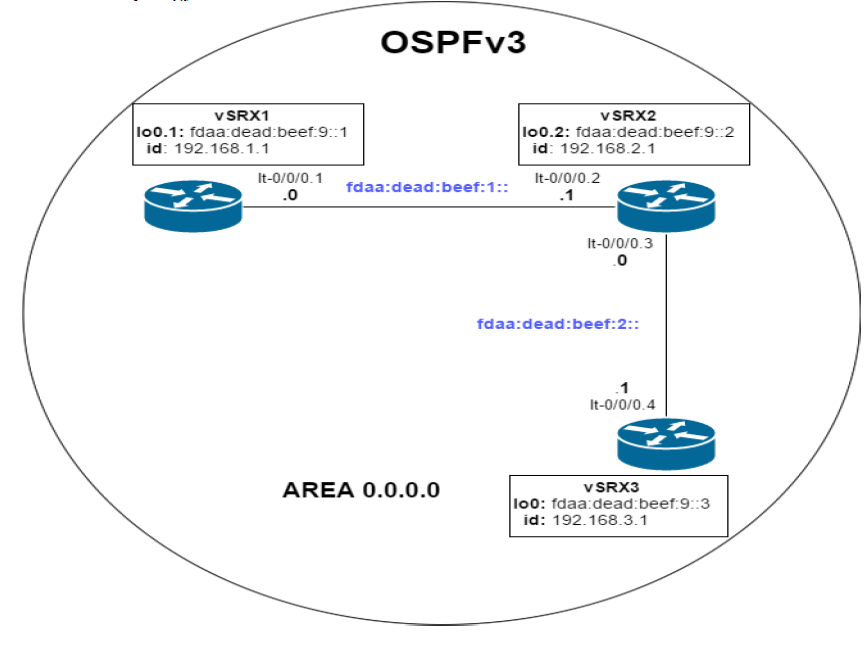 OSPFv3
vSRX1
lo0.1: fdaa:dead:beef:9::1
id: 192.168.1.1
vSRX2
lo0.2: fdaa:dead:beef:9::2
id: 192.168.2.1
lt-0/0/0.1
.0
fdaa:dead:beef:1::
lt-0/0/0.2
.1
lt-0/0/0.3
.0
fdaa:dead:beef:2::
.1
lt-0/0/0.4
AREA 0.0.0.0
vSRX3
lo0: fdaa:dead:beef:9::3
id: 192.168.3.1